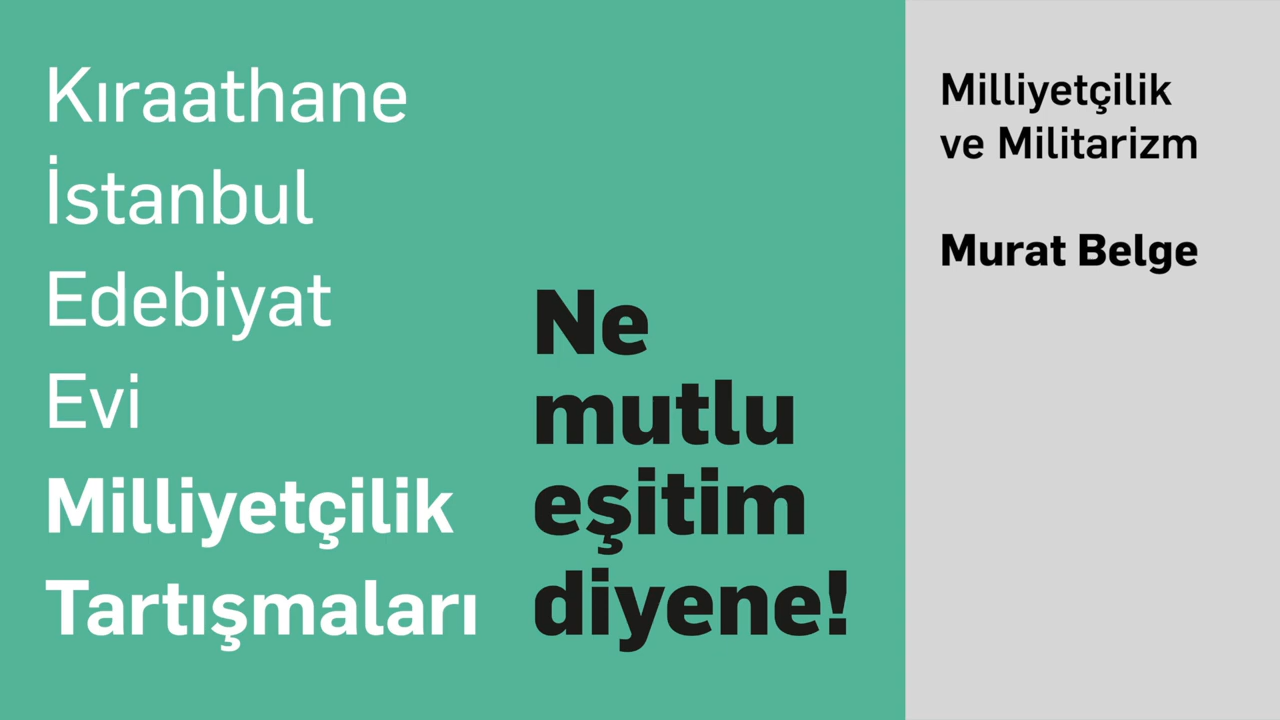 Kıraathane
İstanbul
Edebiyat
Evi
Milliyetçilik
Tartışmaları
Ne
mutlu
eşitim
diyene!
Milliyetçilik
ve Militarizm
Murat Belge